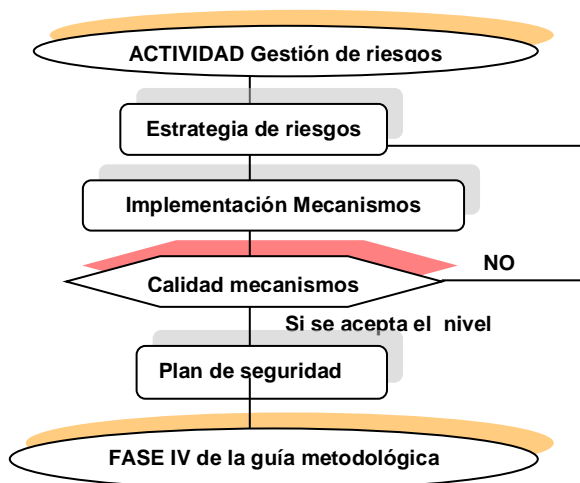 ACTIVIDAD Gestión de riesgos
Estrategia de riesgos
Implementación Mecanismos
Calidad mecanismos
NO
Si se acepta el nivel
Plan de seguridad
FASE IV de la guía metodológica